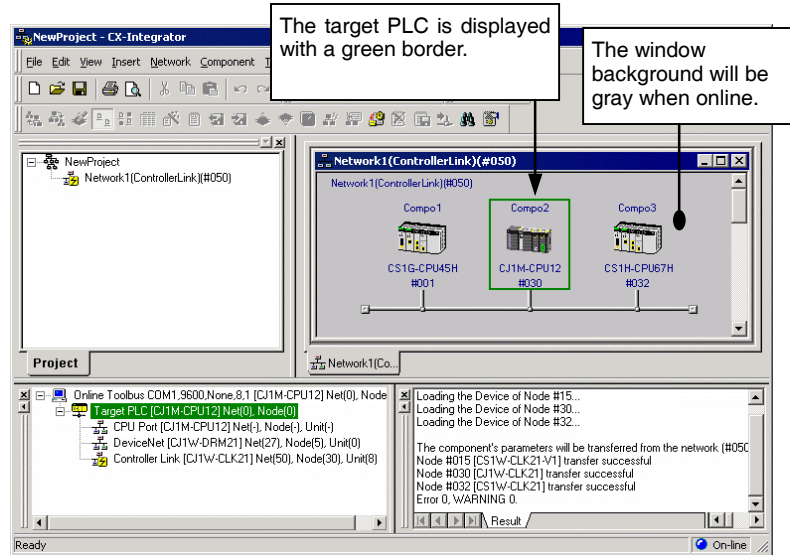 The target PLC is displayed
with a green border.
The window
background will be
gray when online.
NewProject - CX-Integrator
File Edit View Insert Network Component
NewProject
Network1(ControllerLink)(#050)
Project
Network1(ControllerLink)(#050)
Network1(ControllerLink)(#050)
Compo1 Compo2 Compo3
CS1G-CPU45H CJ1M-CPU12 CS1H-CPU67H
#001 #030 #032
Network1(Co...
Online Toolbus COM1,9600,None,8,1 [CJ1M-CPU12] Net(0), Node
Target PLC [CJ1M-CPU12] Net(0), Node(0)
CPU Port [CJ1M-CPU12] Net(-), Node(-), Unit(-)
DeviceNet [CJ1W-DRM21] Net(27), Node(5), Unit(0)
Controller Link [CJ1W-CLK21] Net(50), Node(30), Unit(8)
Loading the Device of Node #15...
Loading the Device of Node #30...
Loading the Device of Node #32...
The component's parameters will be transferred from the network (#050
Node #015 [CS1W-CLK21-V1] transfer successful
Node #030 [CJ1W-CLK21] transfer successful
Node #032 [CS1W-CLK21] transfer successful
Error 0, WARNING 0.
Result
Ready
On-line